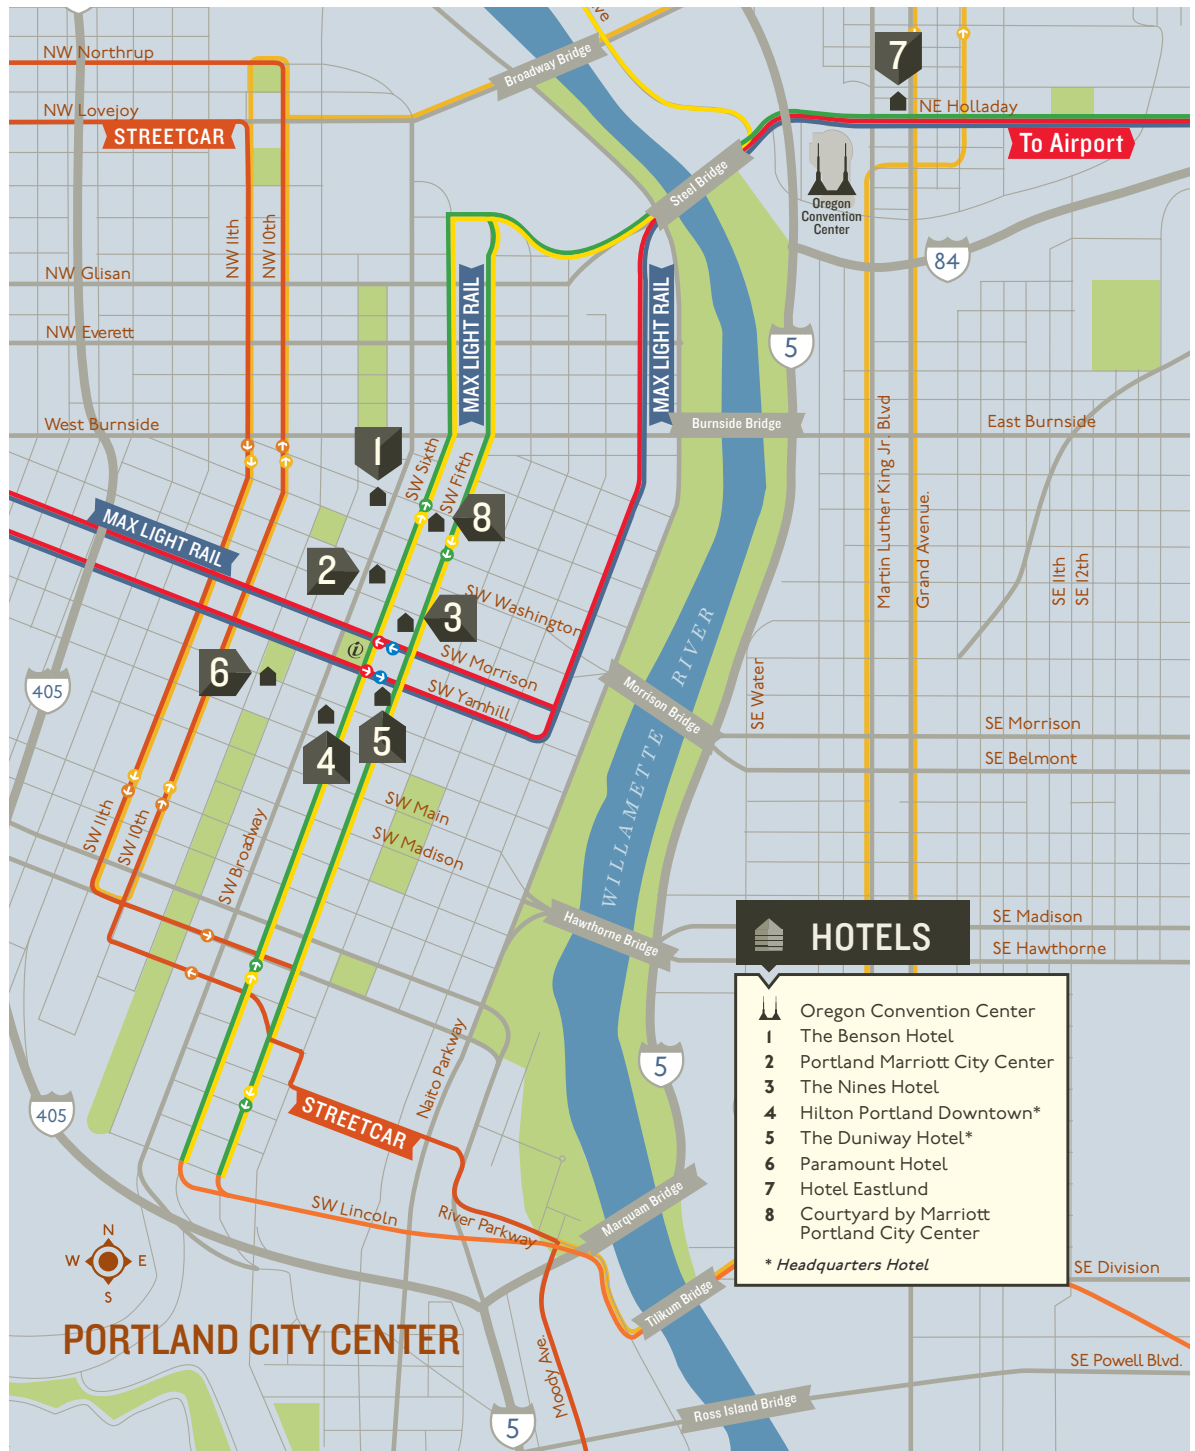 NW Northrup
Broadway Bridge
ve
7
NW Lovejoy
STREETCAR
NE Holladay
To Airport
Steel Bridge
Oregon
Convention
Center
NW 11th
NW 10th
NW Glisan
84
MAX LIGHT RAIL
MAX LIGHT RAIL
NW Everett
5
West Burnside
Burnside Bridge
East Burnside
1
SW Sixth
SW Fifth
8
Martin Luther King Jr. Blvd
Grand Avenue.
MAX LIGHT RAIL
2
SE 11th
SE 12th
SW Washington
3
i
6
SW Morrison
405
SW Yamhill
Morrison Bridge
WILLAMETTE RIVER
SE Water
SE Morrison
4
5
SE Belmont
SW 11th
SW 10th
SW Broadway
SW Main
SW Madison
Hawthorne Bridge
SE Madison
SE Hawthorne
HOTELS
Oregon Convention Center
1 The Benson Hotel
2 Portland Marriott City Center
3 The Nines Hotel
4 Hilton Portland Downtown*
5 The Duniway Hotel*
6 Paramount Hotel
7 Hotel Eastlund
8 Courtyard by Marriott
Portland City Center
* Headquarters Hotel
5
Naito Parkway
405
STREETCAR
SW Lincoln
River Parkway
Marquam Bridge
N
W E
S
Tilikum Bridge
SE Division
PORTLAND CITY CENTER
Moody Ave.
SE Powell Blvd.
Ross Island Bridge
5